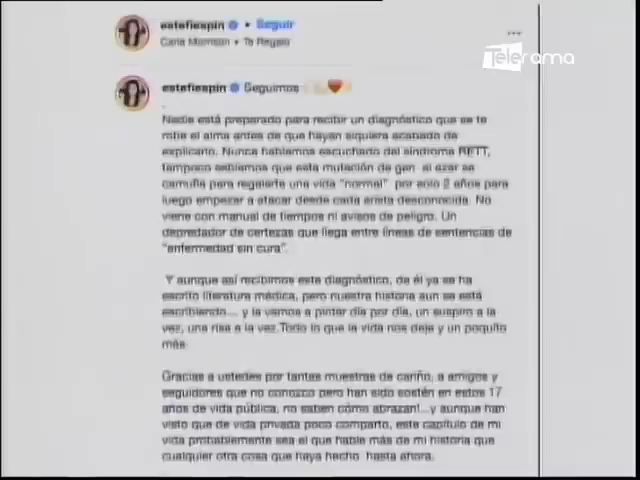 estefiespin • Seguir
Carla Morrison • Te Regalo
Telerama
estefiespin Seguimos
Nadie está preparado para recibir un diagnóstico que se te
robe el alma antes de que hayan siquiera acabado de
explicarlo. Nunca habíamos escuchado del síndrome RETT,
tampoco sabíamos que esta mutación de gen al azar se
camufla para regalarte una vida "normal" por solo 2 años para
luego empezar a atacar desde cada arista desconocida. No
viene con manual de tiempos ni avisos de peligro. Un
depredador de certezas que llega entre líneas de sentencias de
"enfermedad sin cura".
Y aunque así recibimos este diagnóstico, de él ya se ha
escrito literatura médica, pero nuestra historia aun se está
escribiendo... y la vamos a pintar día por día, un suspiro a la
vez, una risa a la vez.Todo lo que la vida nos deje y un poquito
más
Gracias a ustedes por tantas muestras de cariño, a amigos y
seguidores que no conozco pero han sido sostén en estos 17
años de vida pública, no saben cómo abrazan!...y aunque han
visto que de vida privada poco comparto, este capítulo de mi
vida probablemente sea el que hable más de mi historia que
cualquier otra cosa que haya hecho hasta ahora.